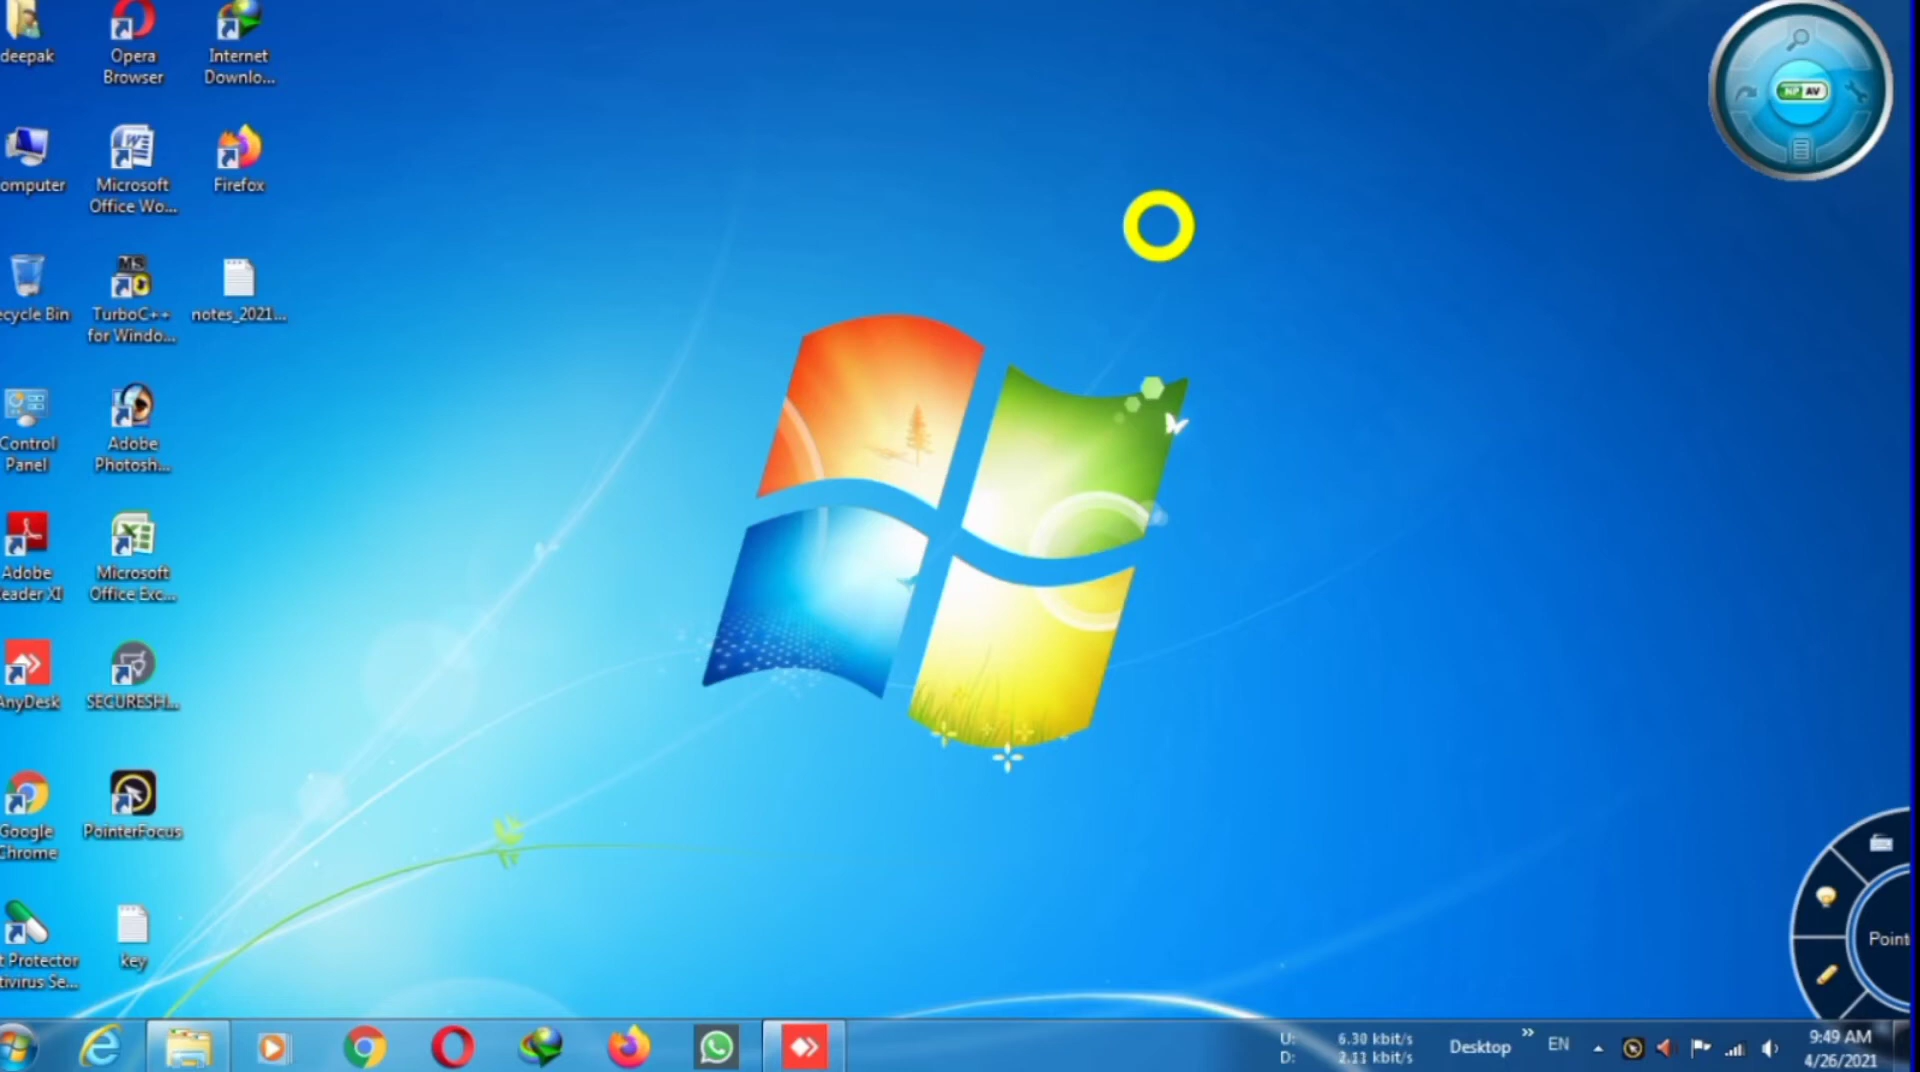 deepak
Opera
Browser
Internet
Downlo...
omputer
Microsoft
Office Wo...
Firefox
ecycle Bin
MS
TurboC++
for Windo...
notes_2021...
Control
Panel
Adobe
Photosh...
Adobe
eader XI
Microsoft
Office Exc...
AnyDesk
SECURESH...
Google
Chrome
PointerFocus
t Protector
tivirus Se...
key
NP AV
Point
U: 6.30 kbit/s
D: 2.11 kbit/s
Desktop
»
EN
9:49 AM
4/26/2021